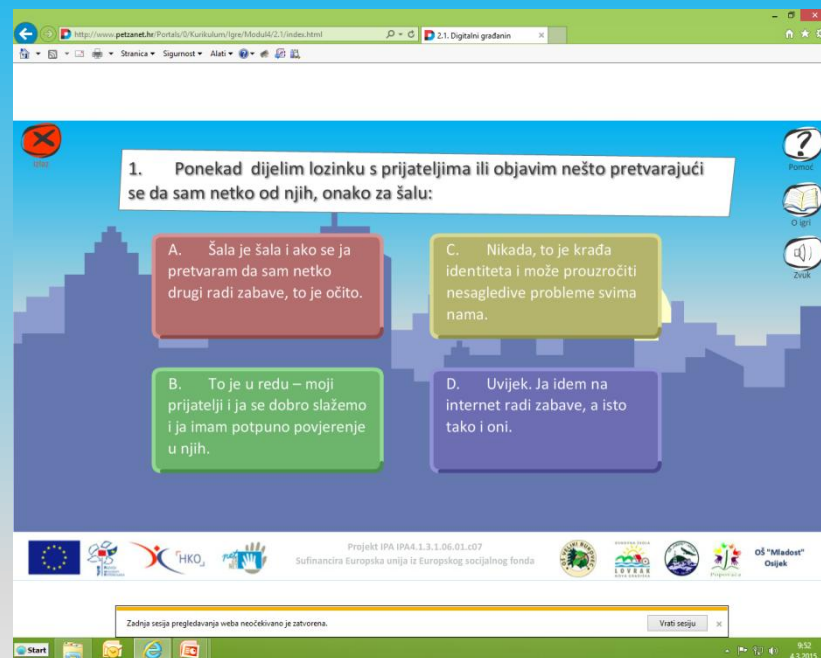 http://www.petzanet.hr/Portals/0/Kurikulum/Igre/Modul4/2.1/index.html
2.1. Digitalni građanin
Stranica Sigurnost Alati
Izlaz
1. Ponekad dijelim lozinku s prijateljima ili objavim nešto pretvarajući
se da sam netko od njih, onako za šalu:
Pomoć
O igri
Zvuk
A. Šala je šala i ako se ja
pretvaram da sam netko
drugi radi zabave, to je očito.
C. Nikada, to je krađa
identiteta i može prouzročiti
nesagledive probleme svima
nama.
B. To je u redu – moji
prijatelji i ja se dobro slažemo
i ja imam potpuno povjerenje
u njih.
D. Uvijek. Ja idem na
internet radi zabave, a isto
tako i oni.
HKO
Projekt IPA IPA4.1.3.1.06.01.c07
Sufinancira Europska unija iz Europskog socijalnog fonda
LOVRAN
Popovača
OŠ "Mladost"
Osijek
Zadnja sesija pregledavanja weba neočekivano je zatvorena.
Vrati sesiju
Start
9:52
4.3.2015.